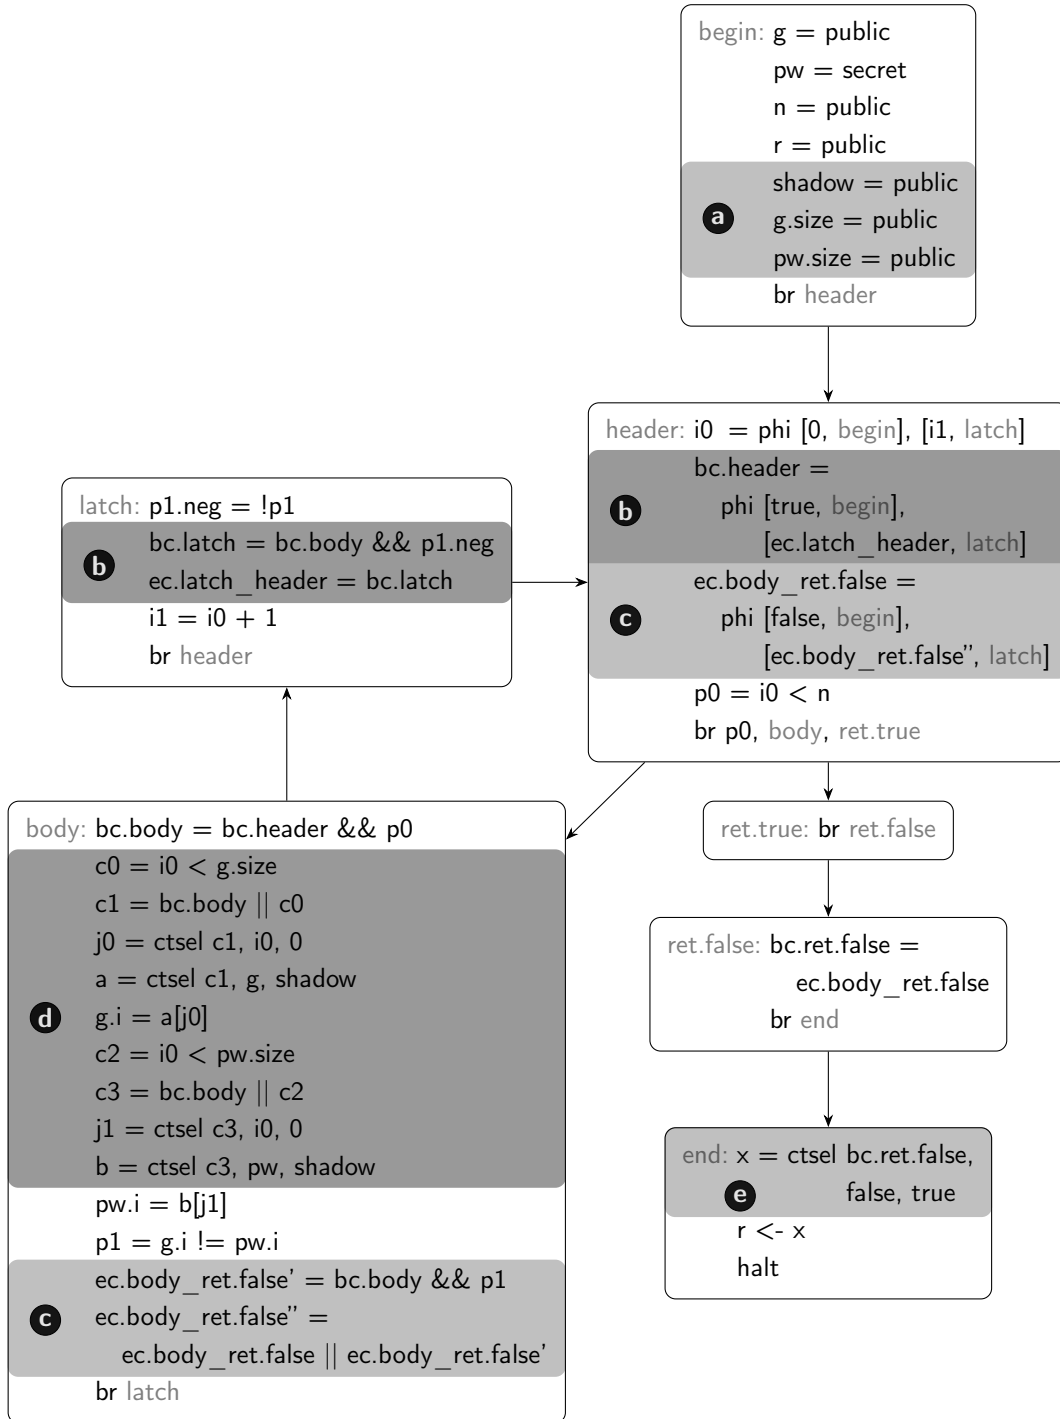 begin: g = public
pw = secret
n = public
r = public
shadow = public
a
g.size = public
pw.size = public
br header
header: i0 = phi [0, begin], [i1, latch]
bc.header =
b
phi [true, begin],
[ec.latch_header, latch]
ec.body_ret.false =
c
phi [false, begin],
[ec.body_ret.false”, latch]
p0 = i0 < n
br p0, body, ret.true
latch: p1.neg = !p1
b
bc.latch = bc.body && p1.neg
ec.latch_header = bc.latch
i1 = i0 + 1
br header
body: bc.body = bc.header && p0
c0 = i0 < g.size
c1 = bc.body || c0
j0 = ctsel c1, i0, 0
a = ctsel c1, g, shadow
d
g.i = a[j0]
c2 = i0 < pw.size
c3 = bc.body || c2
j1 = ctsel c3, i0, 0
b = ctsel c3, pw, shadow
pw.i = b[j1]
p1 = g.i != pw.i
ec.body_ret.false’ = bc.body && p1
c
ec.body_ret.false” =
ec.body_ret.false || ec.body_ret.false’
br latch
ret.true: br ret.false
ret.false: bc.ret.false =
ec.body_ret.false
br end
end: x = ctsel bc.ret.false,
e
false, true
r <- x
halt